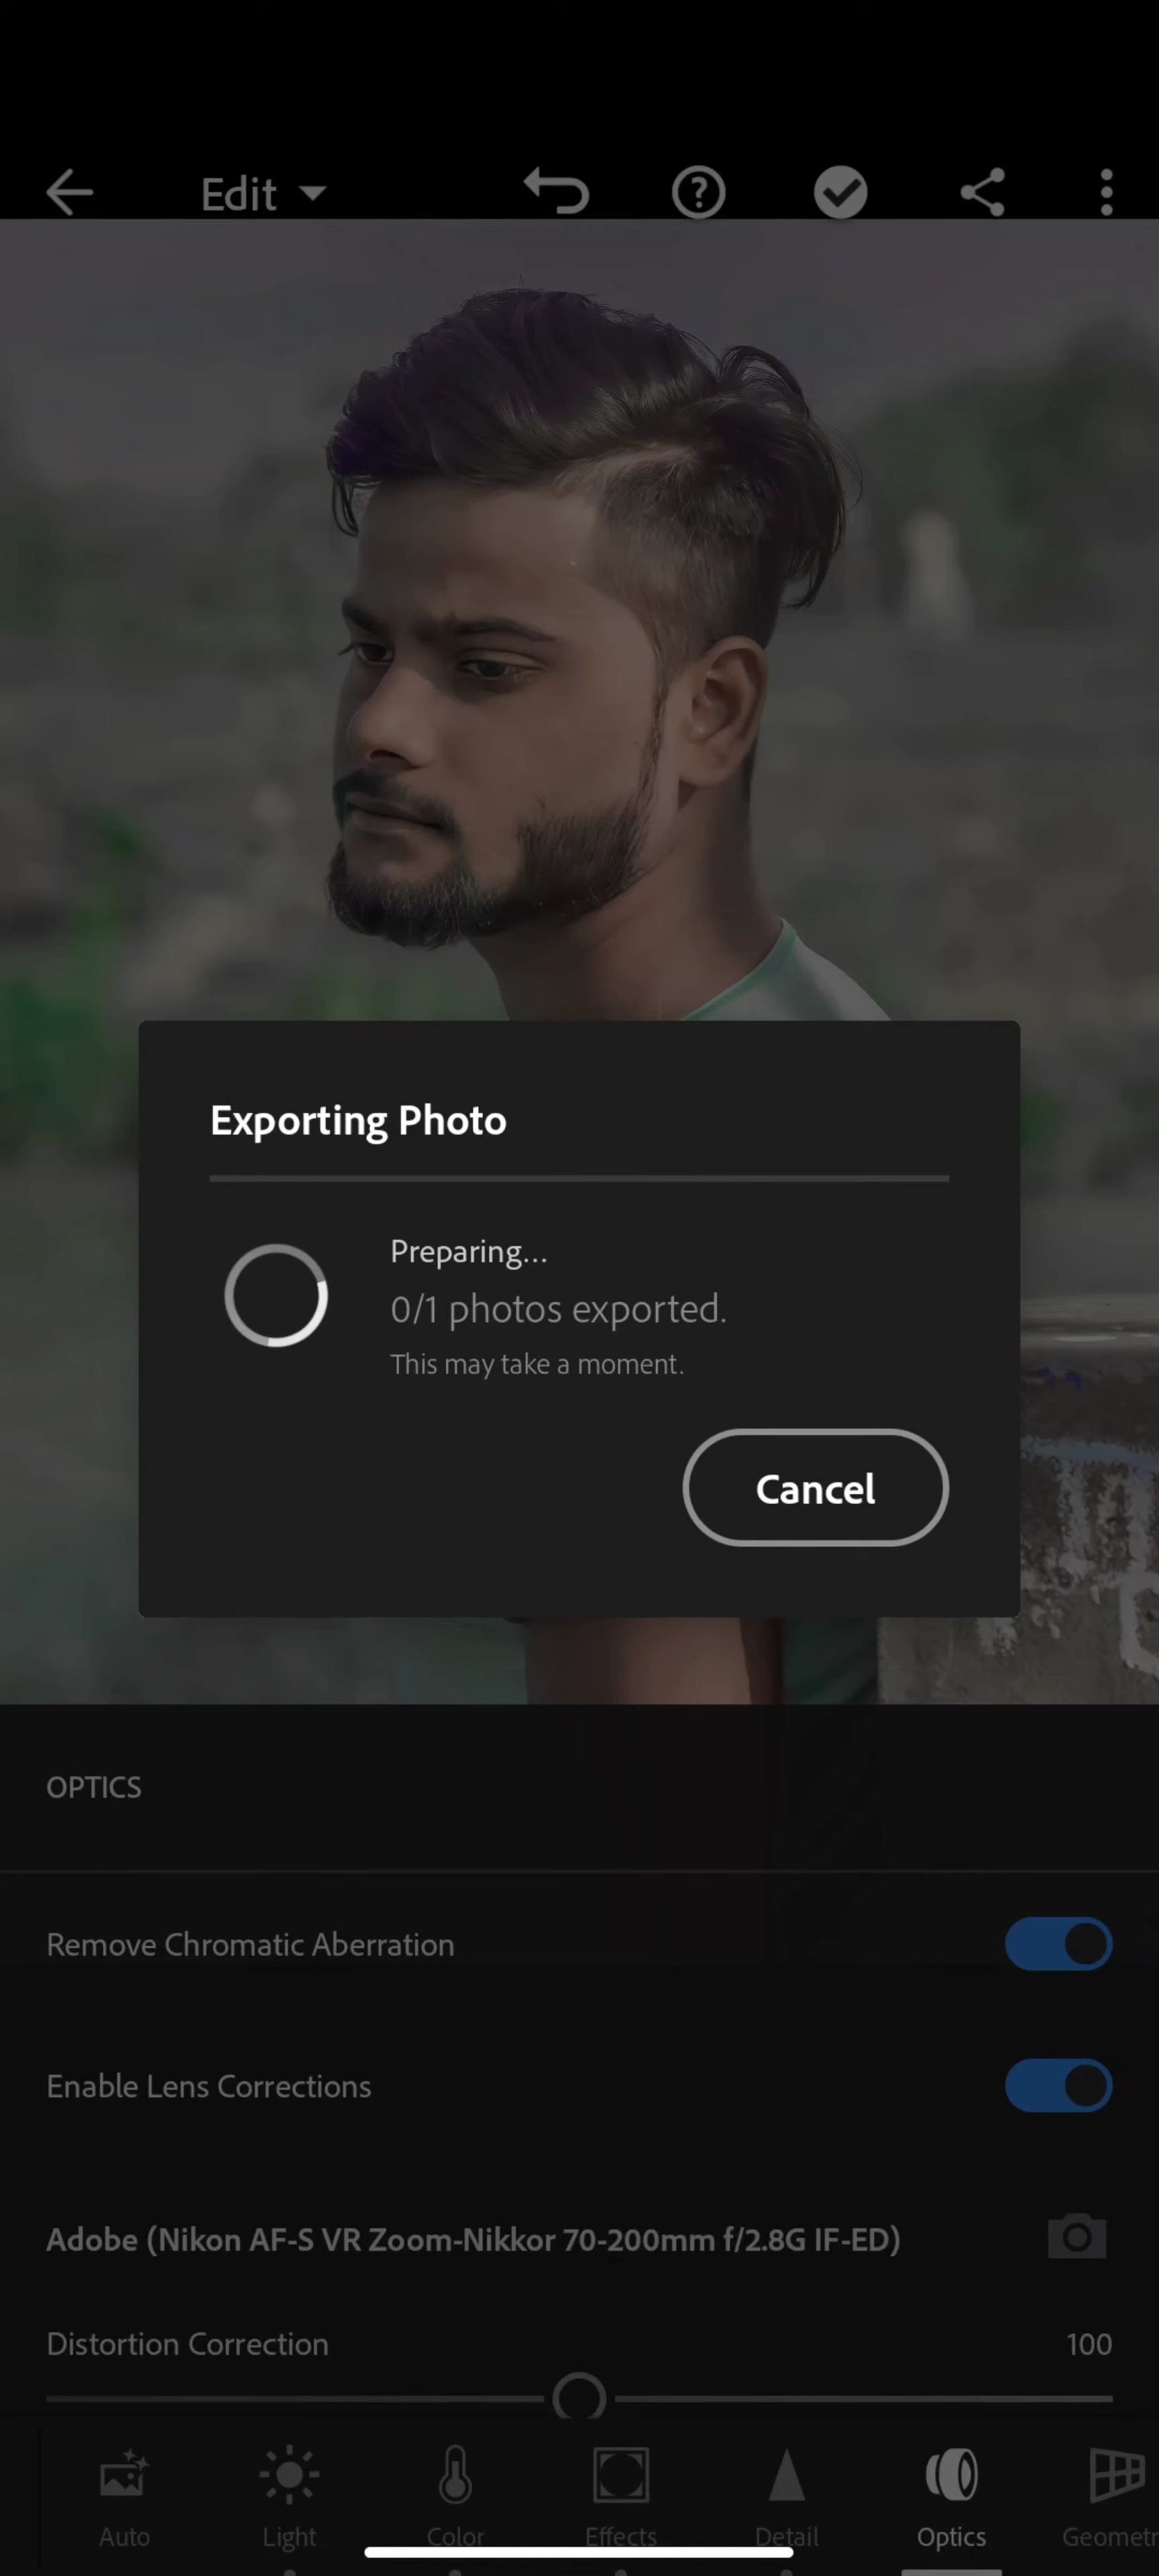 Edit
Exporting Photo
Preparing...
0/1 photos exported.
This may take a moment.
Cancel
OPTICS
Remove Chromatic Aberration
Enable Lens Corrections
Adobe (Nikon AF-S VR Zoom-Nikkor 70-200mm f/2.8G IF-ED)
Distortion Correction 100
Auto Light Color Effects Detail Optics Geometr